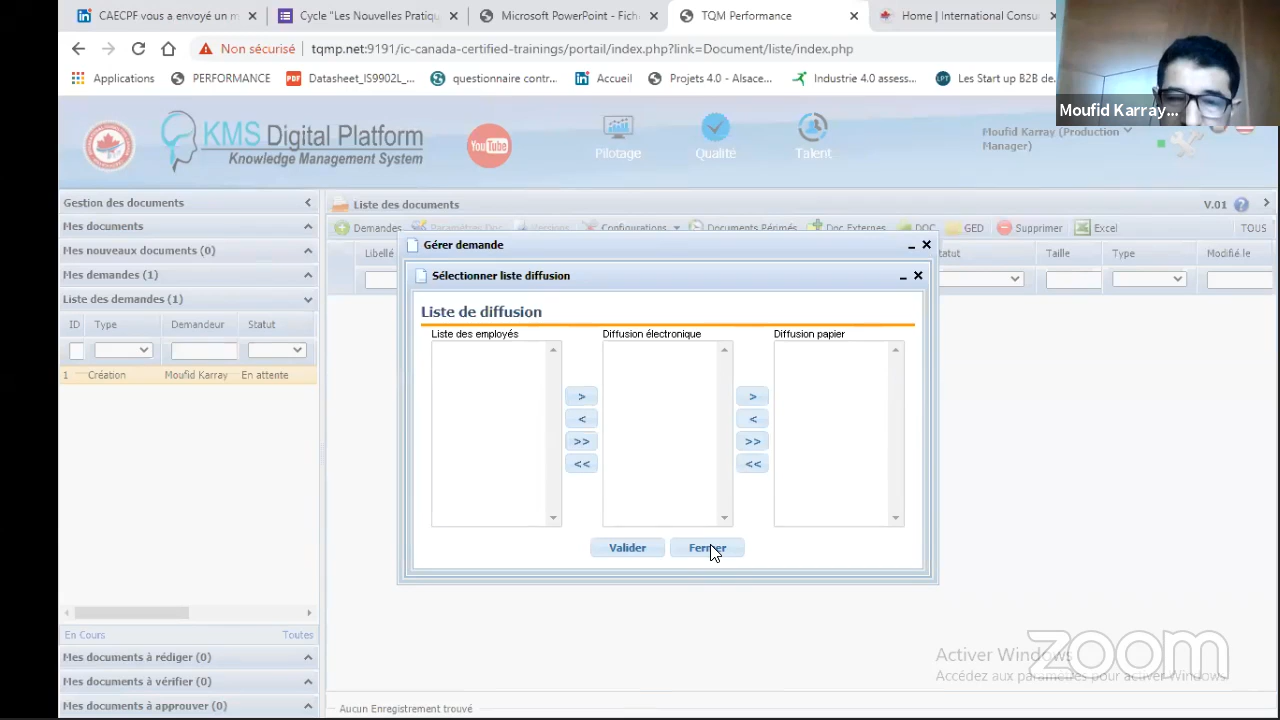 CAECPF vous a envoyé un m
Cycle "Les Nouvelles Pratiqu
Microsoft PowerPoint - Fich
TQM Performance
Home | International Consu
Non sécurisé
tqmp.net:9191/ic-canada-certified-trainings/portail/index.php?link=Document/liste/index.php
Applications
PERFORMANCE
Datasheet_IS9902L_...
questionnaire contr...
Accueil
Projets 4.0 - Alsace...
Industrie 4.0 assess...
Les Start up B2B de
Moufid Karray...
KMS Digital Platform
Knowledge Management System
YouTube
Pilotage
Qualité
Talent
Moufid Karray (Production
Manager)
Gestion des documents
Liste des documents
V.01
Mes documents
Demandes
Paramètres Doc
Versions
Configurations
Documents Périmés
Doc Externes
DOC
GED
Supprimer
Excel
TOUS
Mes nouveaux documents (0)
Mes demandes (1)
Liste des demandes (1)
ID
Type
Demandeur
Statut
1
Création
Moufid Karray
En attente
Libellé
tatut
Taille
Type
Modifié le
Gérer demande
Sélectionner liste diffusion
Liste de diffusion
Liste des employés
Diffusion électronique
Diffusion papier
> >
< <
>> >>
<< <<
Valider
Fermer
En Cours
Toutes
Mes documents à rédiger (0)
Mes documents à vérifier (0)
Mes documents à approuver (0)
Aucun Enregistrement trouvé
Activer Windows
Accédez aux paramètres pour activer Windows.
zoom